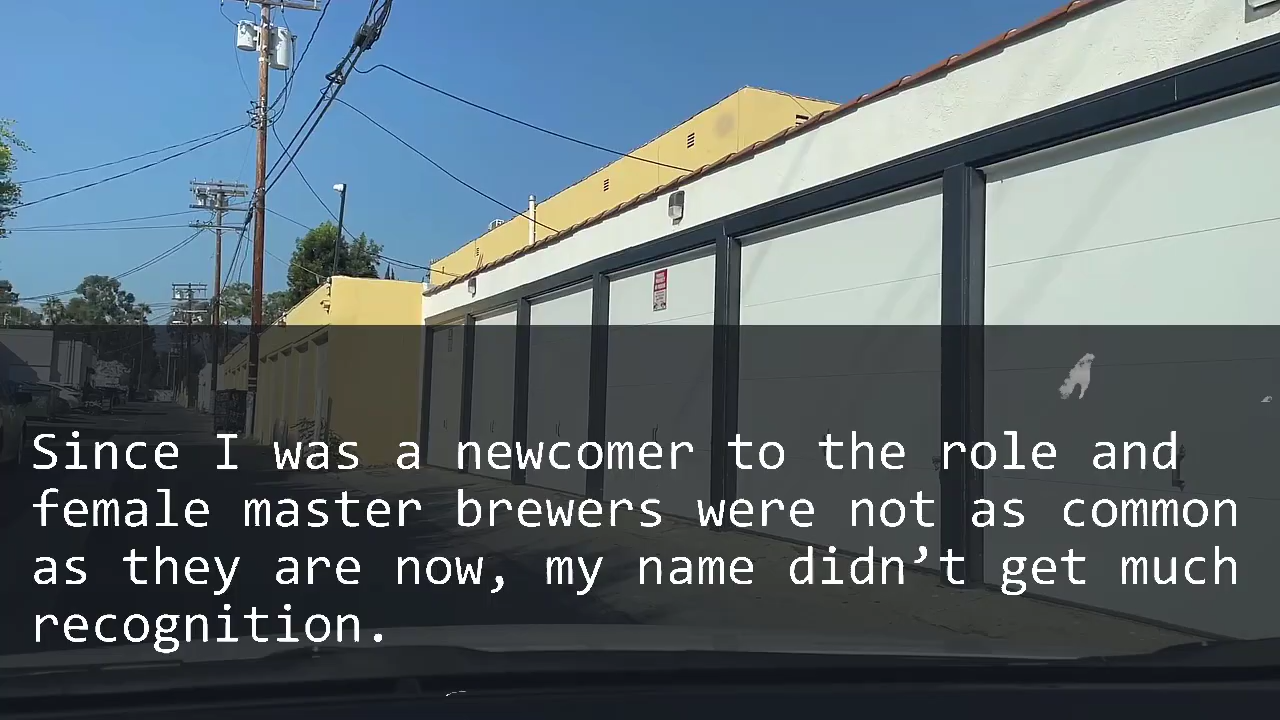 Since I was a newcomer to the role and
female master brewers were not as common
as they are now, my name didn’t get much
recognition.